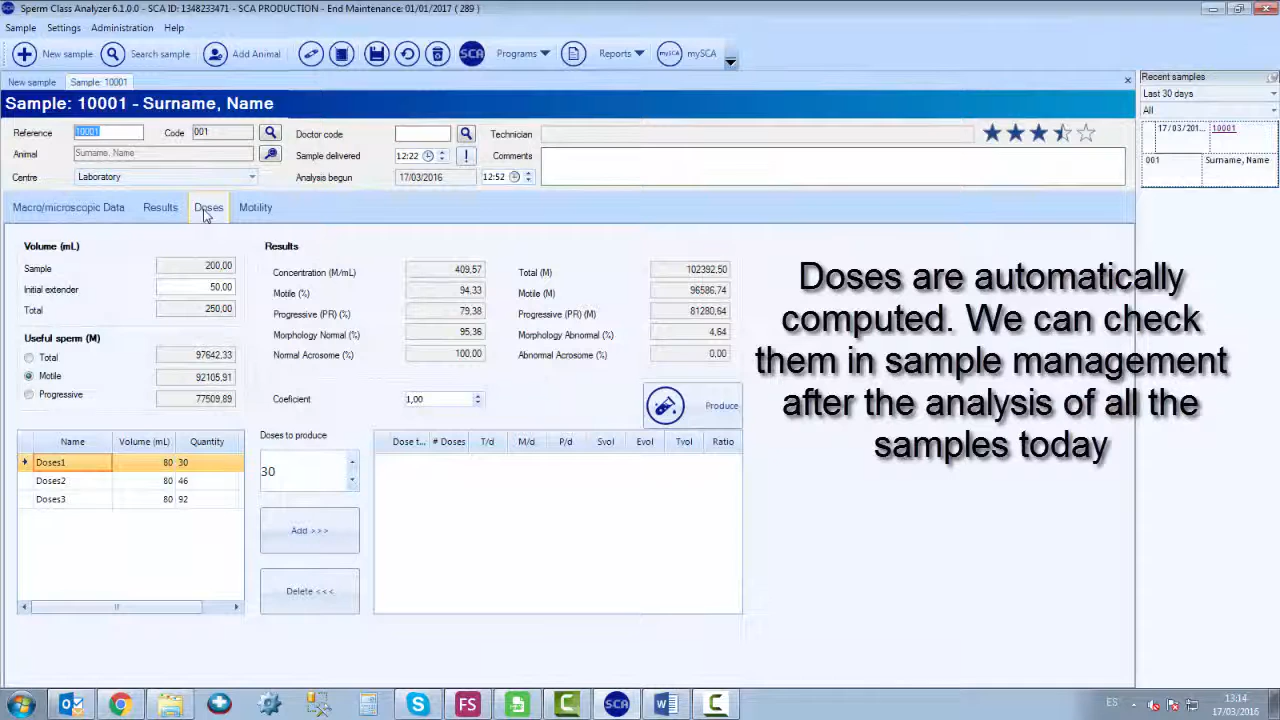 Sperm Class Analyzer 6.1.0.0 - SCA ID: 1348233471 - SCA PRODUCTION - End Maintenance: 01/01/2017 ( 289 )
Sample Settings Administration Help
New sample Search sample Add Animal SCA Programs Reports mySCA mySCA
New sample Sample: 10001
Recent samples
Sample: 10001 - Surname, Name
Last 30 days
All
Reference 10001 Code 001 Doctor code Technician
17/03/201... 10001
Animal Surname, Name Sample delivered 12:22 ! Comments
001 Surname, Name
Centre Laboratory Analysis begun 17/03/2016 12:52
Macro/microscopic Data Results Doses Motility
Volume (mL) Results
Sample 200,00 Concentration (M/mL) 409.57 Total (M) 102392.50
Initial extender 50.00 Motile (%) 94,33 Motile (M) 96586,74
Total 250,00 Progressive (PR) (%) 79,38 Progressive (PR) (M) 81280,64
Useful sperm (M) Morphology Normal (%) 95,36 Morphology Abnormal (%) 4,64
Total 97642.33 Normal Acrosome (%) 100.00 Abnormal Acrosome (%) 0,00
Motile 92105,91
Progressive 77509,89 Coeficient 1,00 Produce
Doses are automatically
computed. We can check
them in sample management
after the analysis of all the
samples today
Name Volume (mL) Quantity Doses to produce Dose t... # Doses T/d M/d P/d Svol Evol Tvol Ratio
Doses1 80 30 30
Doses2 80 46
Doses3 80 92
Add >>>
Delete <<<
FS SCA W ES 13:14
17/03/2016